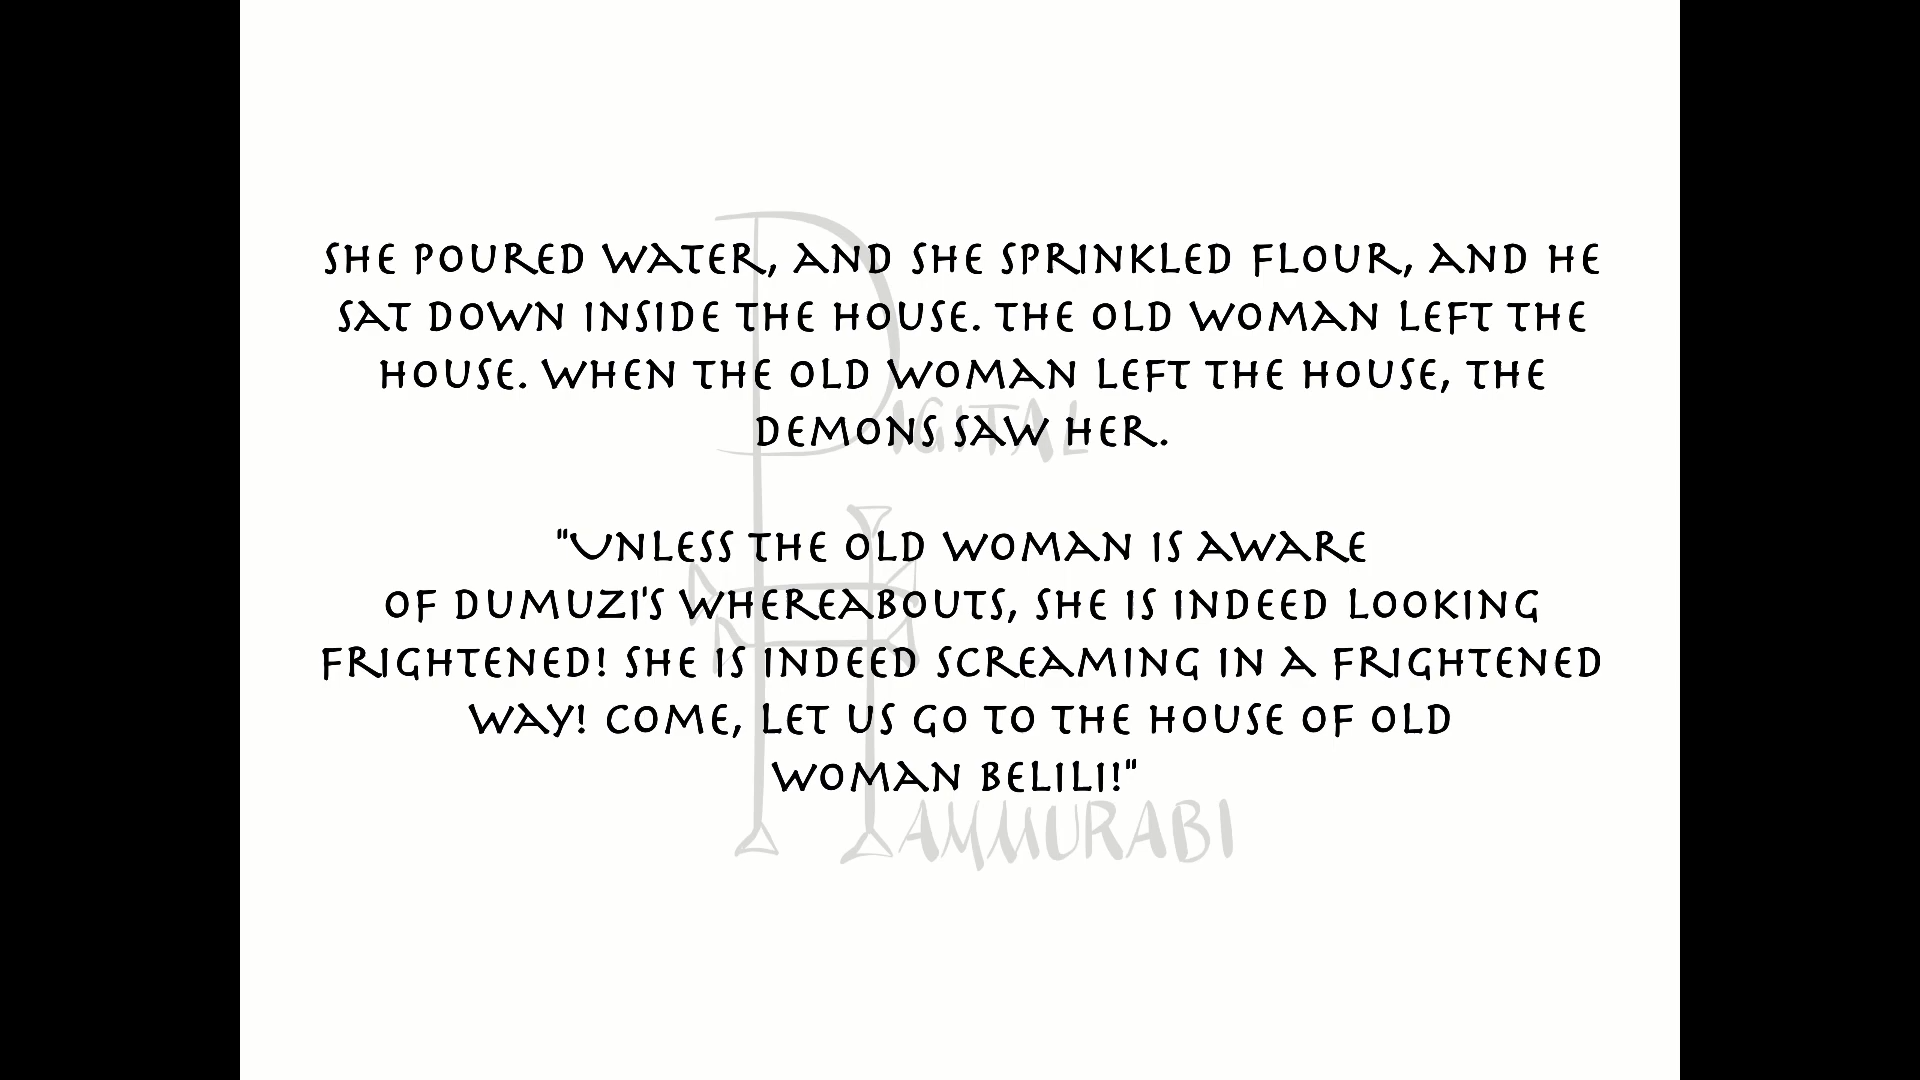 SHE POURED WATER, AND SHE SPRINKLED FLOUR, AND HE
SAT DOWN INSIDE THE HOUSE. THE OLD WOMAN LEFT THE
HOUSE. WHEN THE OLD WOMAN LEFT THE HOUSE, THE
DEMONS SAW HER.
"UNLESS THE OLD WOMAN IS AWARE
OF DUMUZI'S WHEREABOUTS, SHE IS INDEED LOOKING
FRIGHTENED! SHE IS INDEED SCREAMING IN A FRIGHTENED
WAY! COME, LET US GO TO THE HOUSE OF OLD
WOMAN BELILI!"
DIGITAL
HAMMURABI